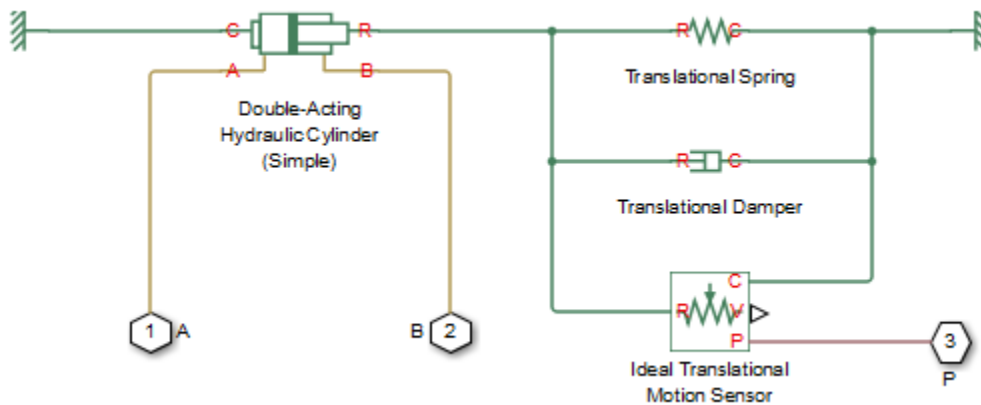 C R R C
A B
Translational Spring
Double-Acting
Hydraulic Cylinder
(Simple)
R C
Translational Damper
C
R V
P
1 A B 2 3
P
Ideal Translational
Motion Sensor